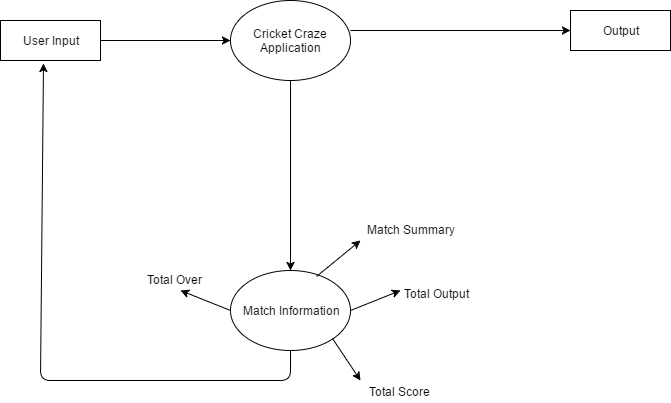 User Input
Cricket Craze
Application
Output
Match Summary
Total Over
Total Output
Match Information
Total Score